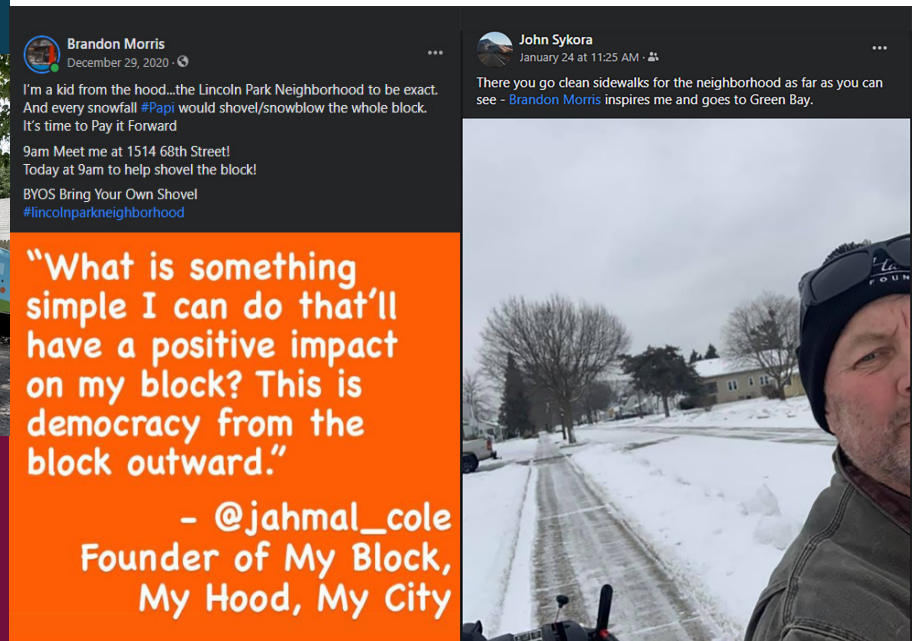 Brandon Morris
December 29, 2020 ·
I'm a kid from the hood...the Lincoln Park Neighborhood to be exact.
And every snowfall #Papi would shovel/snowblow the whole block.
It's time to Pay it Forward
9am Meet me at 1514 68th Street!
Today at 9am to help shovel the block!
BYOS Bring Your Own Shovel
#lincolnparkneighborhood
“What is something
simple I can do that’ll
have a positive impact
on my block? This is
democracy from the
block outward.”
- @jahmal_cole
Founder of My Block,
My Hood, My City
John Sykora
January 24 at 11:25 AM ·
There you go clean sidewalks for the neighborhood as far as you can
see - Brandon Morris inspires me and goes to Green Bay.